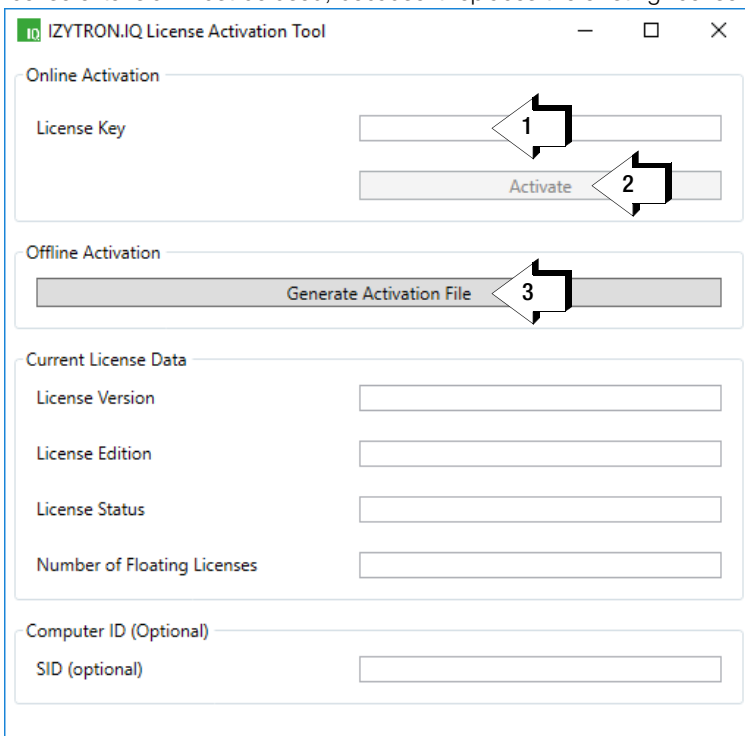 IZYTRON.IQ License Activation Tool
Online Activation
License Key
1
Activate
2
Offline Activation
Generate Activation File
3
Current License Data
License Version
License Edition
License Status
Number of Floating Licenses
Computer ID (Optional)
SID (optional)